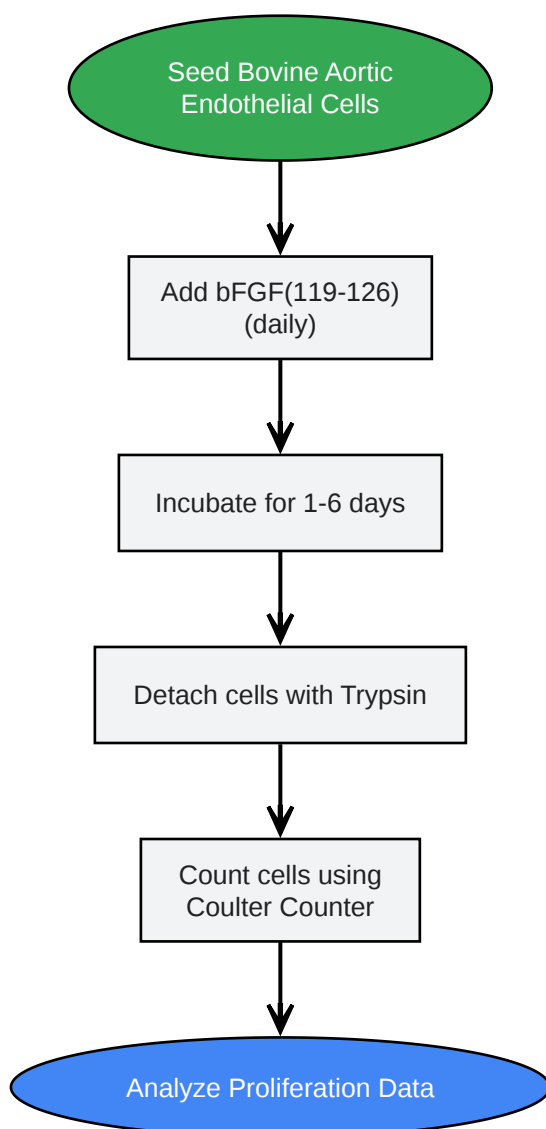 Seed Bovine Aortic
Endothelial Cells
Add bFGF(119-126)
(daily)
Incubate for 1-6 days
Detach cells with Trypsin
Count cells using
Coulter Counter
Analyze Proliferation Data